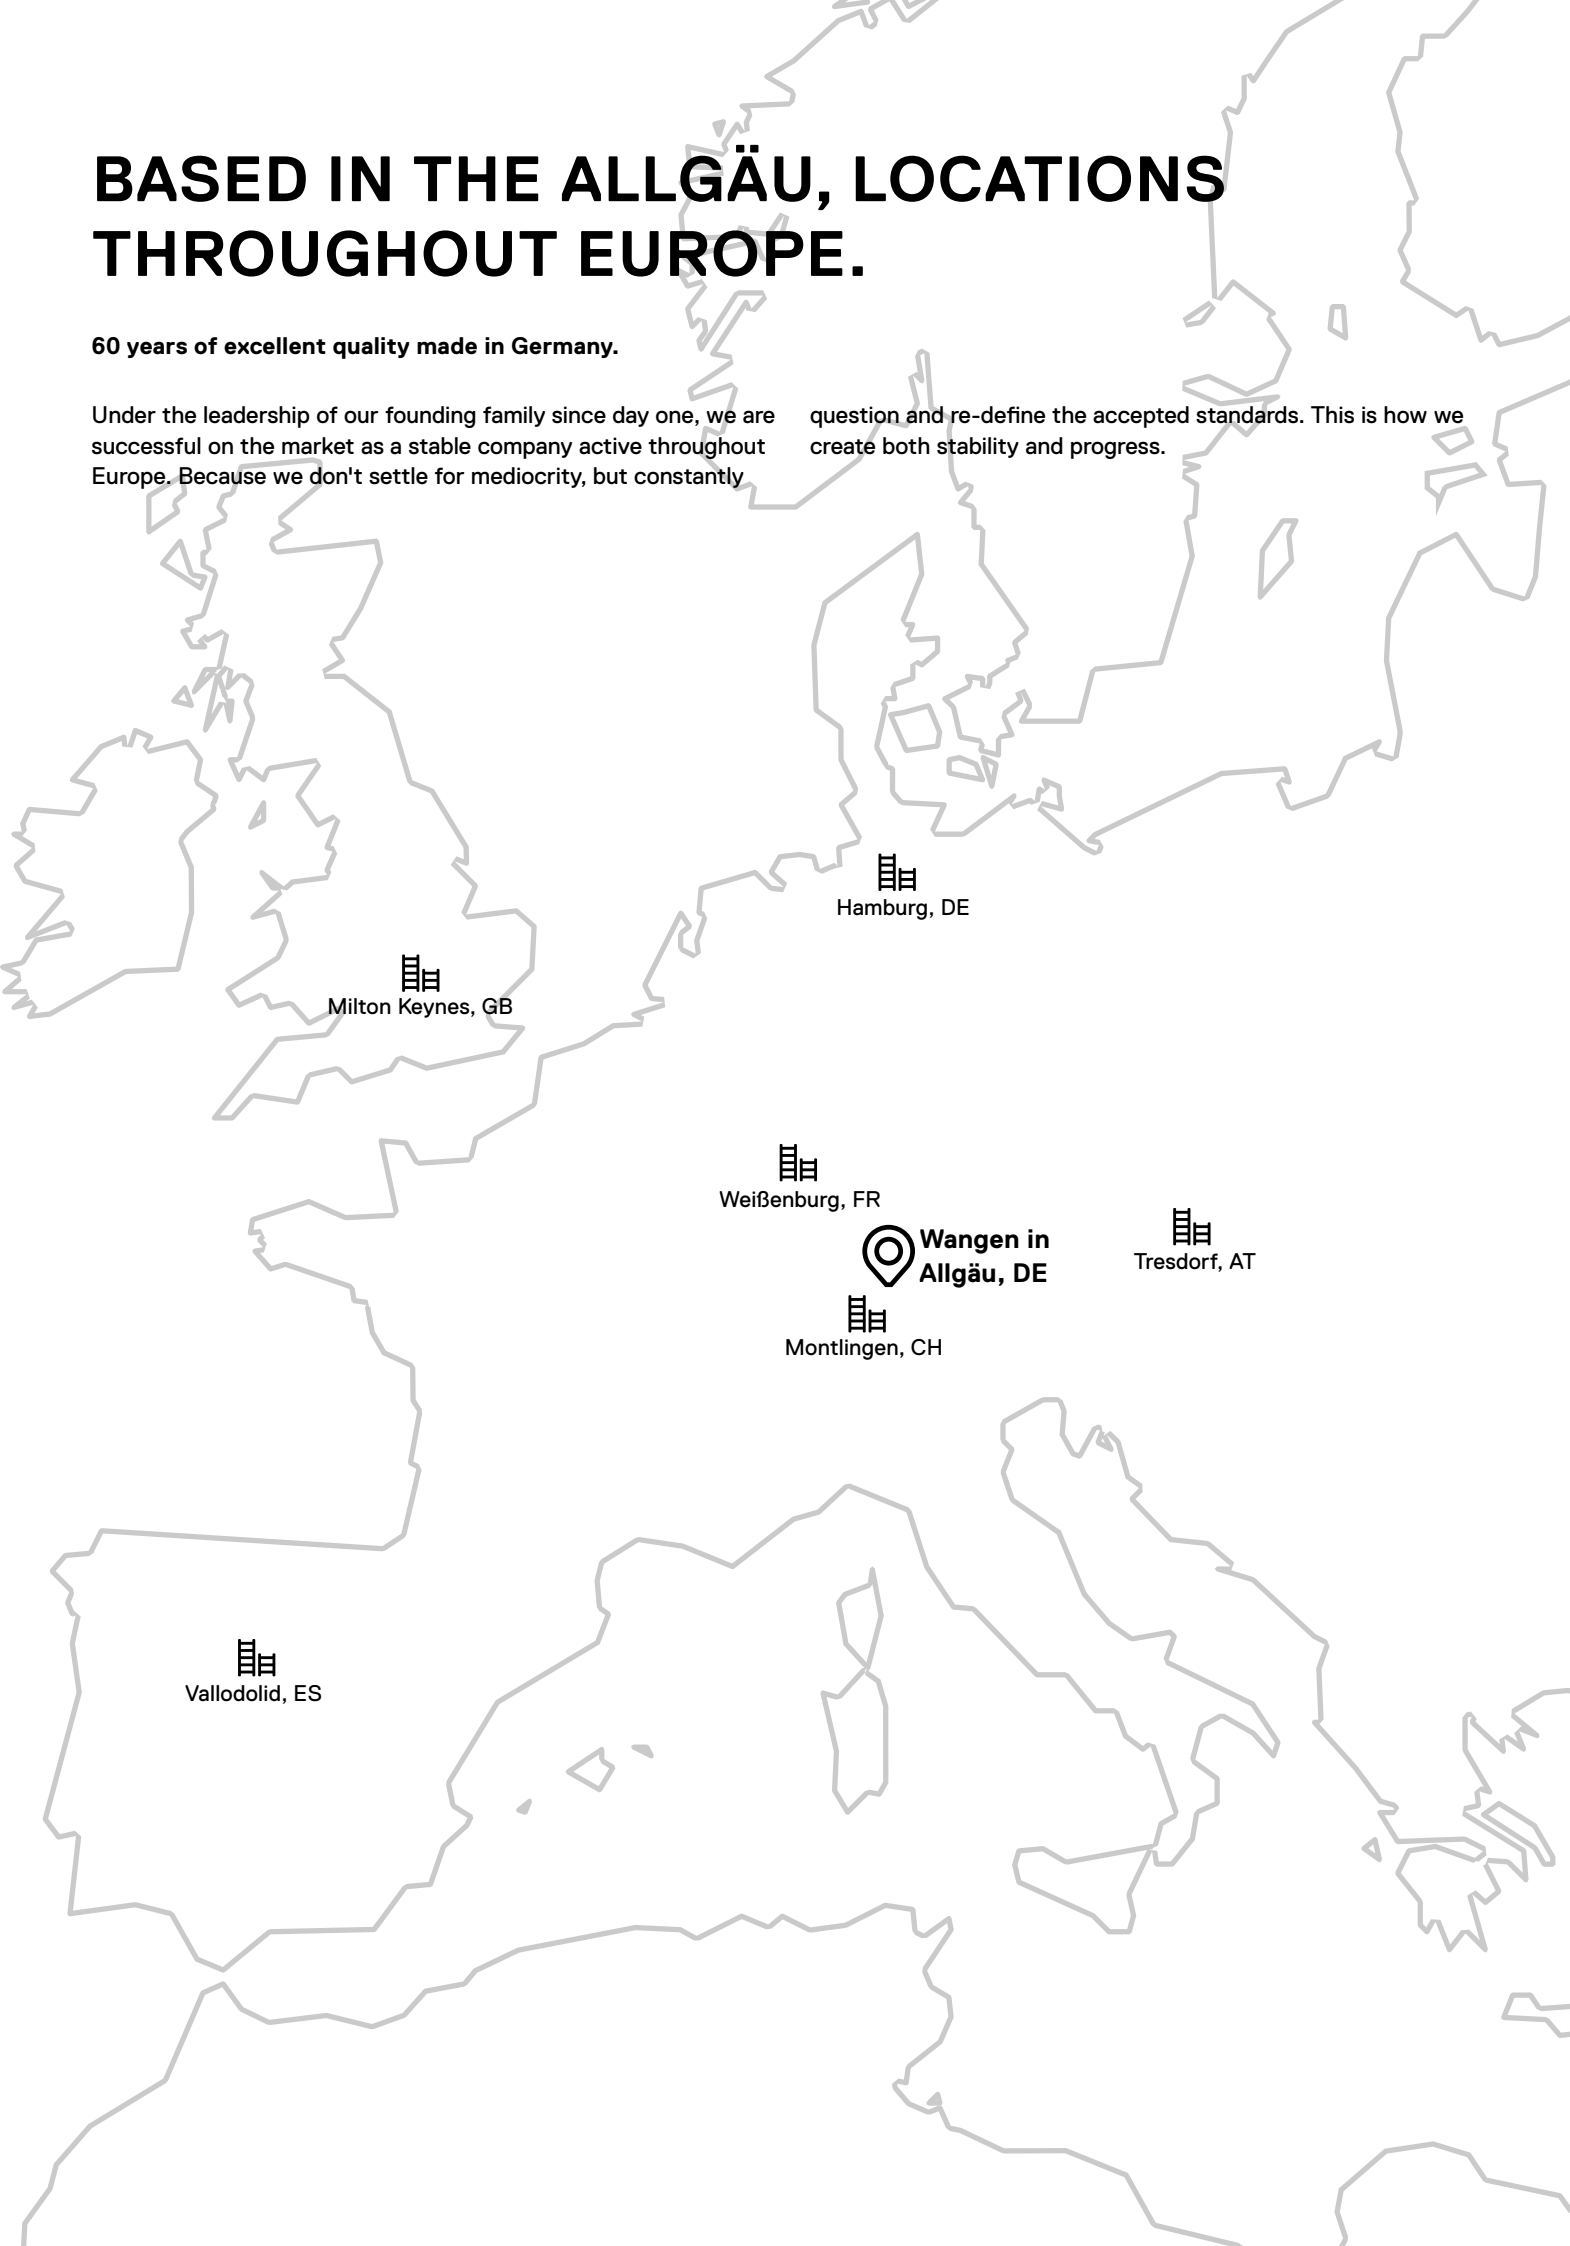 BASED IN THE ALLGÄU, LOCATIONS
THROUGHOUT EUROPE.
60 years of excellent quality made in Germany.
Under the leadership of our founding family since day one, we are
successful on the market as a stable company active throughout
Europe. Because we don't settle for mediocrity, but constantly
question and re-define the accepted standards. This is how we
create both stability and progress.
Hamburg, DE
Milton Keynes, GB
Weißenburg, FR
Wangen in
Allgäu, DE
Tresdorf, AT
Montlingen, CH
Vallodolid, ES